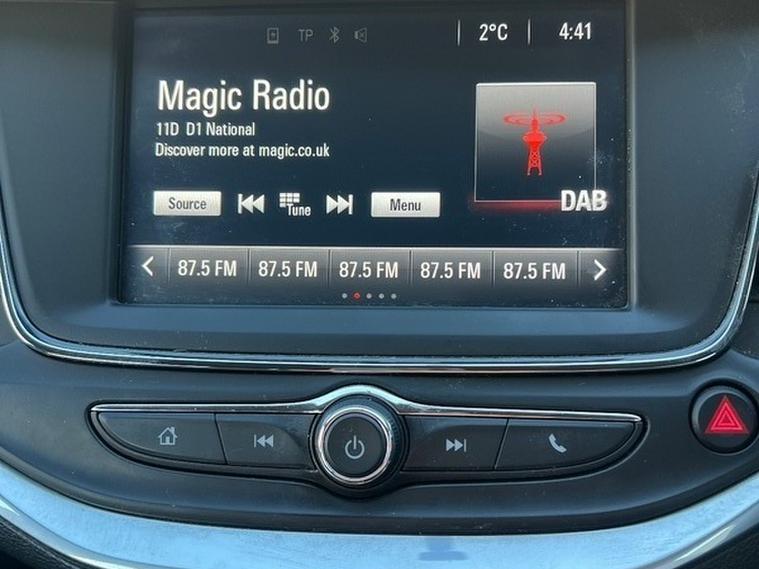 TP 2°C 4:41
Magic Radio
11D D1 National
Discover more at magic.co.uk
DAB
Source Tune Menu
87.5 FM 87.5 FM 87.5 FM 87.5 FM 87.5 FM